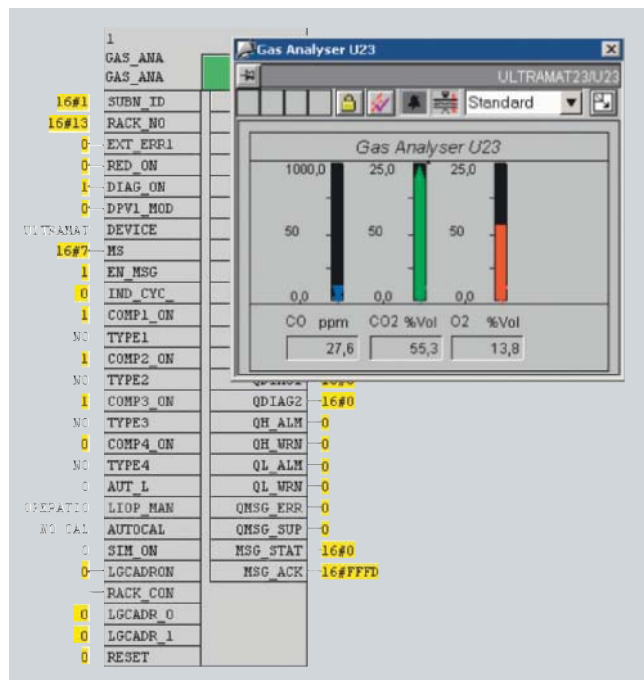 1
GAS_ANA
GAS_ANA
16#1 SUBN_ID
16#13 RACK_NO
0 EXT_ERR1
0 RED_ON
1 DIAG_ON
0 DPV1_MOD
ULTRAMAT DEVICE
16#7 MS
1 EN_MSG
0 IND_CYC_
1 COMP1_ON
NO TYPE1
1 COMP2_ON
NO TYPE2
1 COMP3_ON QDIAG2 16#0
NO TYPE3 QH_ALM 0
0 COMP4_ON QH_WRN 0
NO TYPE4 QL_ALM 0
0 AUT_L QL_WRN 0
OPERATIO LIOP_MAN QMSG_ERR 0
NO CAL AUTOCAL QMSG_SUP 0
0 SIM_ON MSG_STAT 16#0
0 LGCADRON MSG_ACK 16#FFFD
RACK_CON
0 LGCADR_0
0 LGCADR_1
0 RESET
Gas Analyser U23
ULTRAMAT23/U23
Standard
Gas Analyser U23
1000,0 25,0 25,0
50 50 50
0,0 0,0 0,0
CO ppm CO2 %Vol O2 %Vol
27,6 55,3 13,8